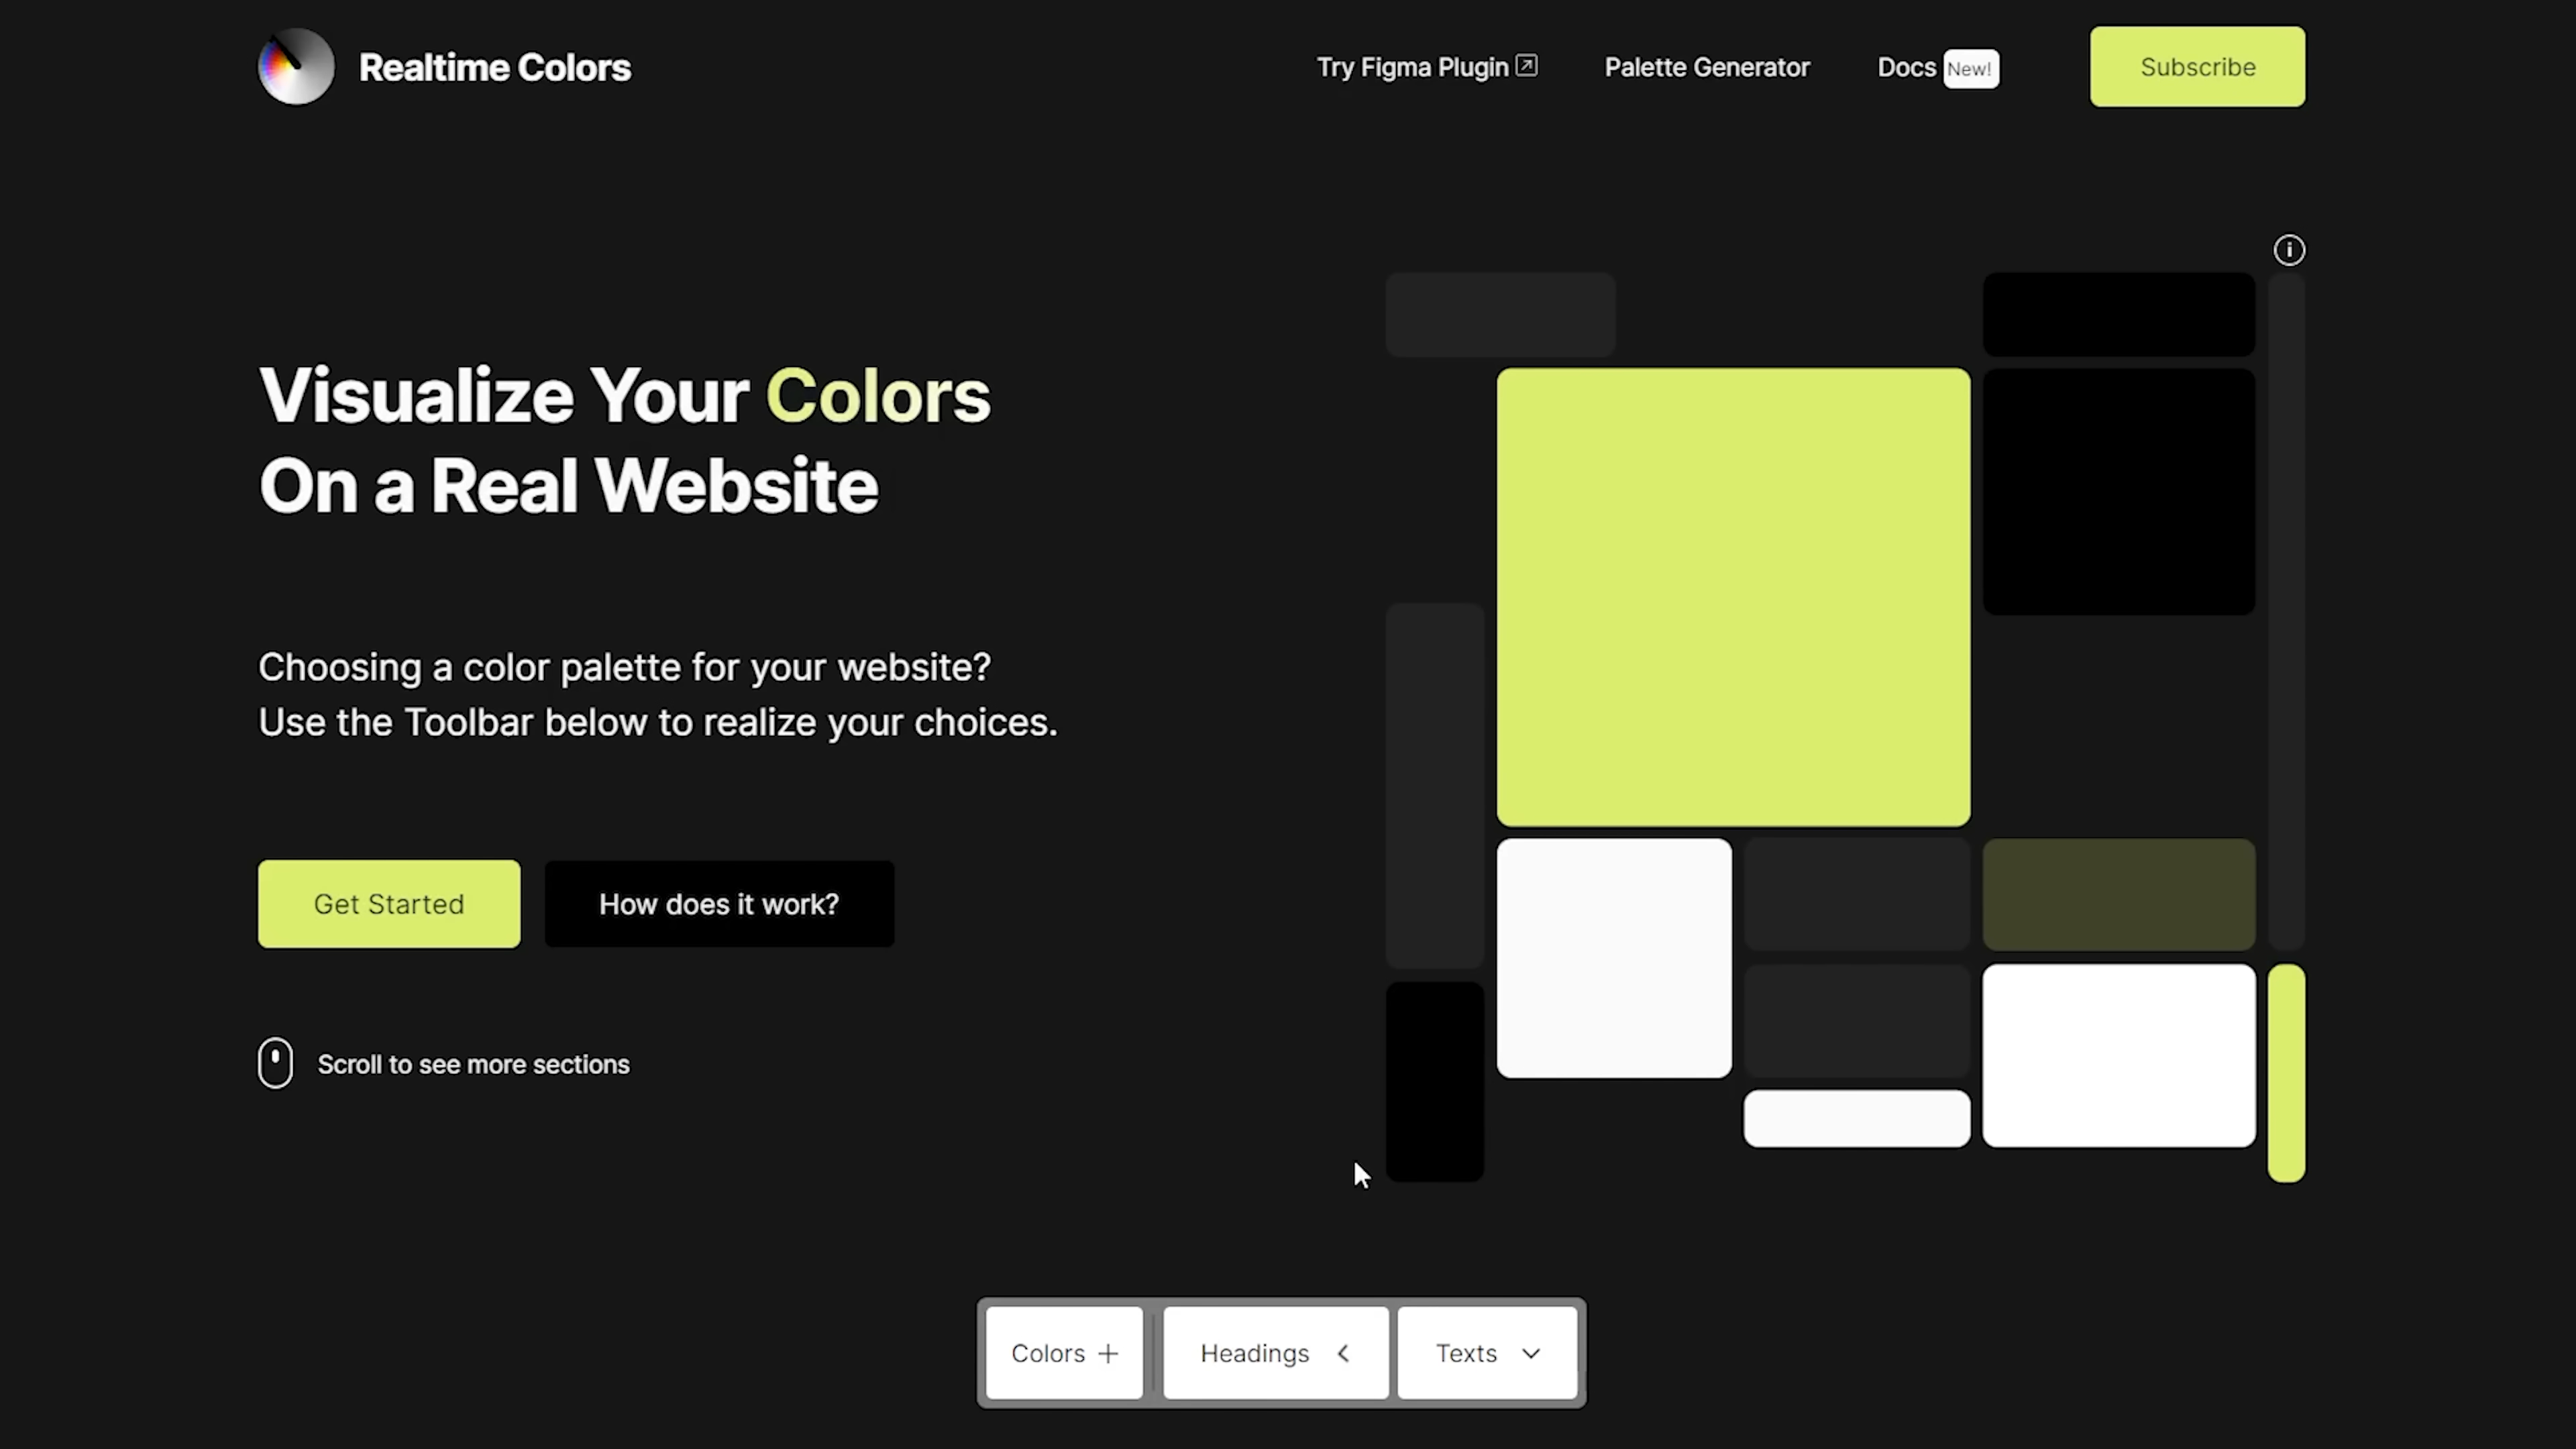 Realtime Colors
Try Figma Plugin
Palette Generator
Docs New!
Subscribe
Visualize Your Colors
On a Real Website
Choosing a color palette for your website?
Use the Toolbar below to realize your choices.
Get Started
How does it work?
Scroll to see more sections
Colors
Headings
Texts